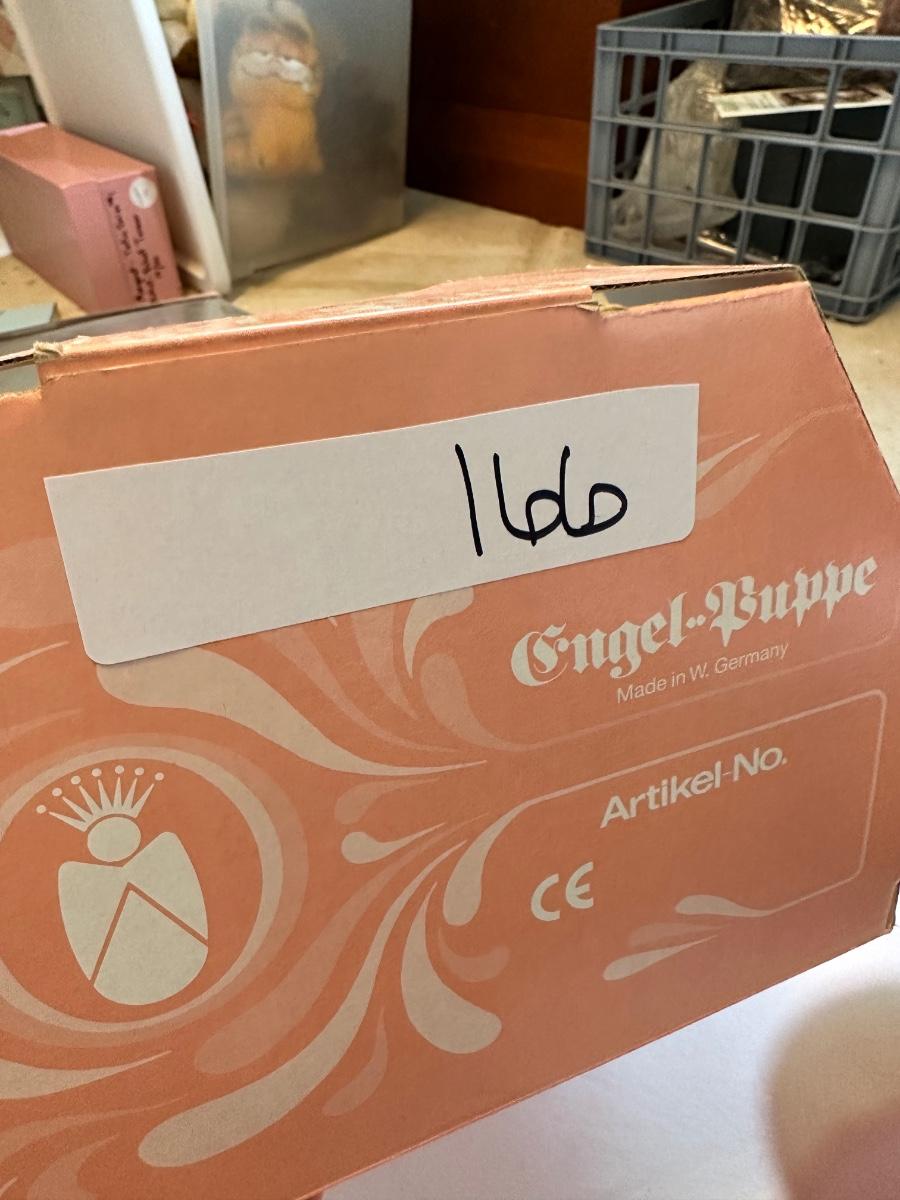 166
Engel-Puppe
Made in W. Germany
Artikel-No.
CE